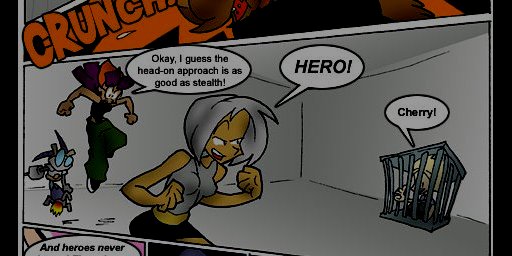 CRUNCH!
Okay, I guess the
head-on approach is as
good as stealth!
HERO!
Cherry!
And heroes never